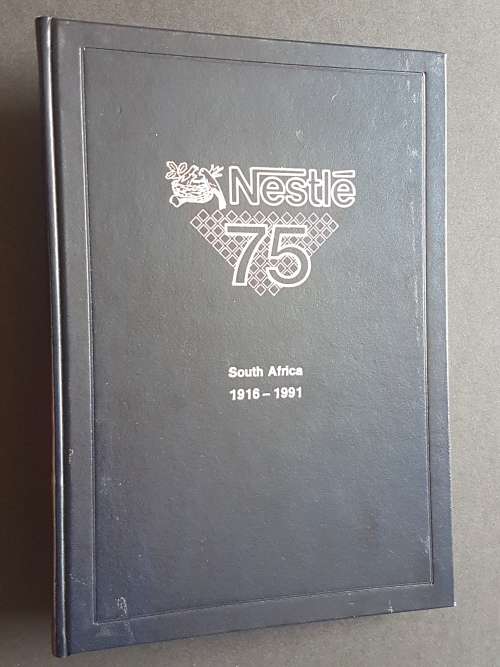 Nestlé
75
South Africa
1916 – 1991